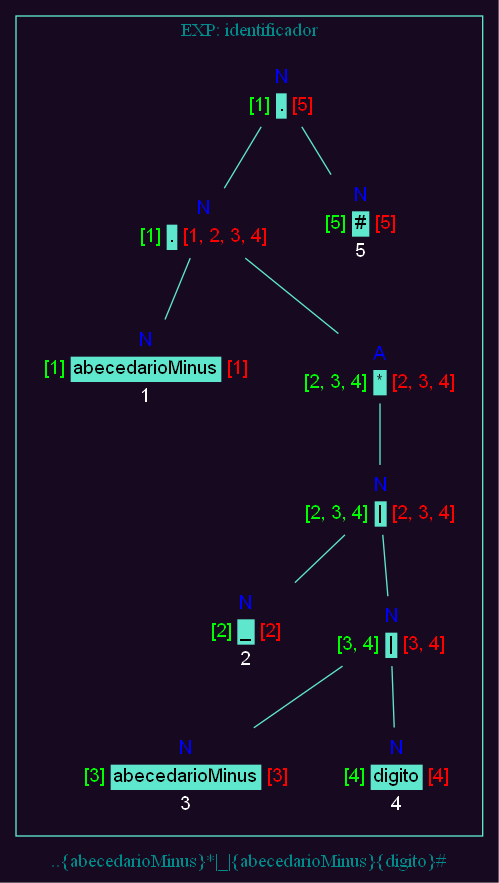 EXP: identificador
N
[1] . [5]
N
[1] . [1, 2, 3, 4]
N
[5] # [5]
5
N
[1] abecedarioMinus [1]
1
A
[2, 3, 4] * [2, 3, 4]
N
[2, 3, 4] | [2, 3, 4]
N
[2] _ [2]
2
N
[3, 4] | [3, 4]
N
[3] abecedarioMinus [3]
3
N
[4] digito [4]
4
..{abecedarioMinus}*|_|{abecedarioMinus}{digito}#